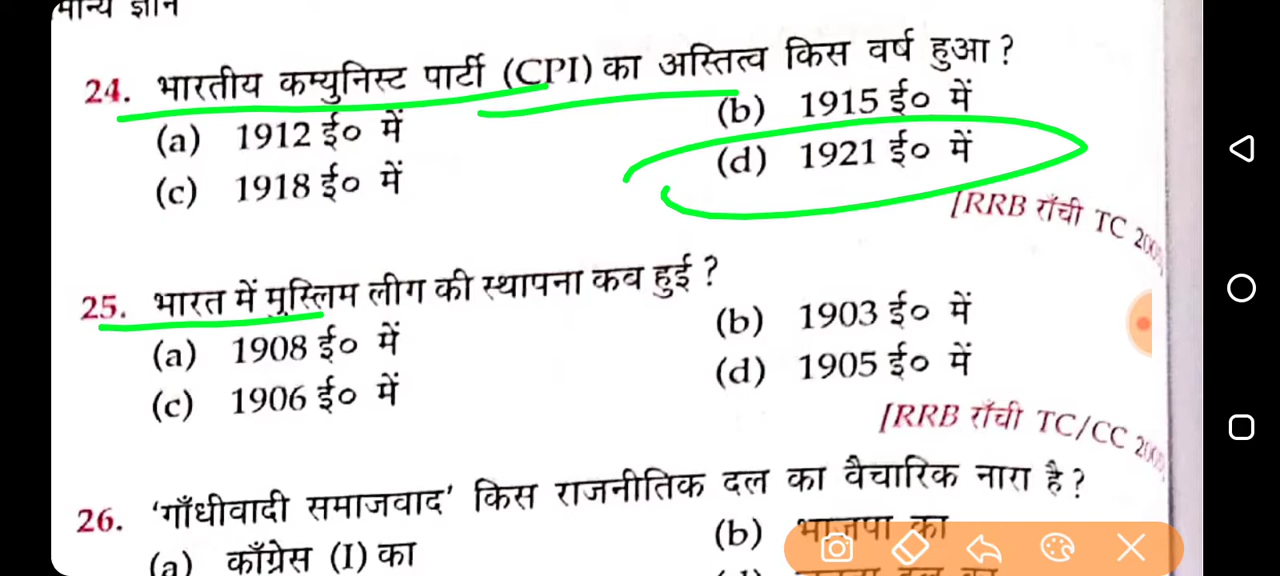 मान्य ज्ञान
24. भारतीय कम्युनिस्ट पार्टी (CPI) का अस्तित्व किस वर्ष हुआ ?
(a) 1912 ई० में (b) 1915 ई० में
(c) 1918 ई० में (d) 1921 ई० में
[RRB राँची TC
25. भारत में मुस्लिम लीग की स्थापना कब हुई ?
(a) 1908 ई० में (b) 1903 ई० में
(c) 1906 ई० में (d) 1905 ई० में
[RRB राँची TC/CC
26. 'गाँधीवादी समाजवाद' किस राजनीतिक दल का वैचारिक नारा है ?
(a) काँग्रेस (I) का (b) भाजपा का